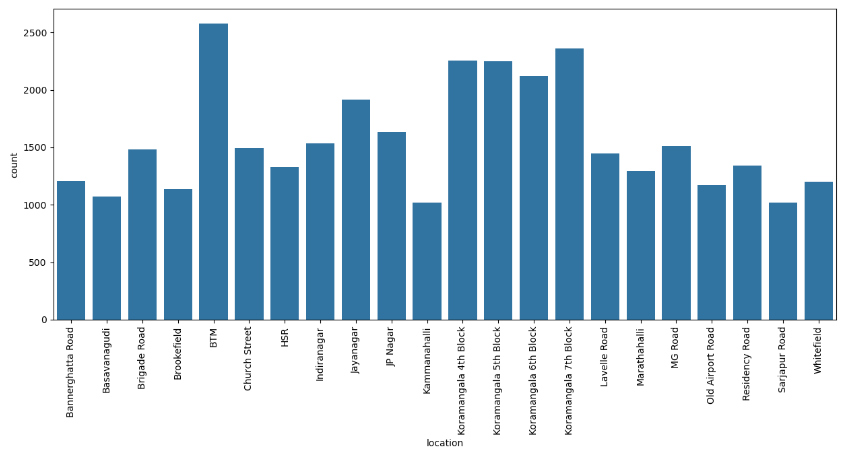 2500
2000
1500
1000
500
0
count
Bannerghatta Road
Basavanagudi
Brigade Road
Brookefield
BTM
Church Street
HSR
Indiranagar
Jayanagar
JP Nagar
Kammanahalli
Koramangala 4th Block
Koramangala 5th Block
Koramangala 6th Block
Koramangala 7th Block
Lavelle Road
Marathahalli
MG Road
Old Airport Road
Residency Road
Sarjapur Road
Whitefield
location